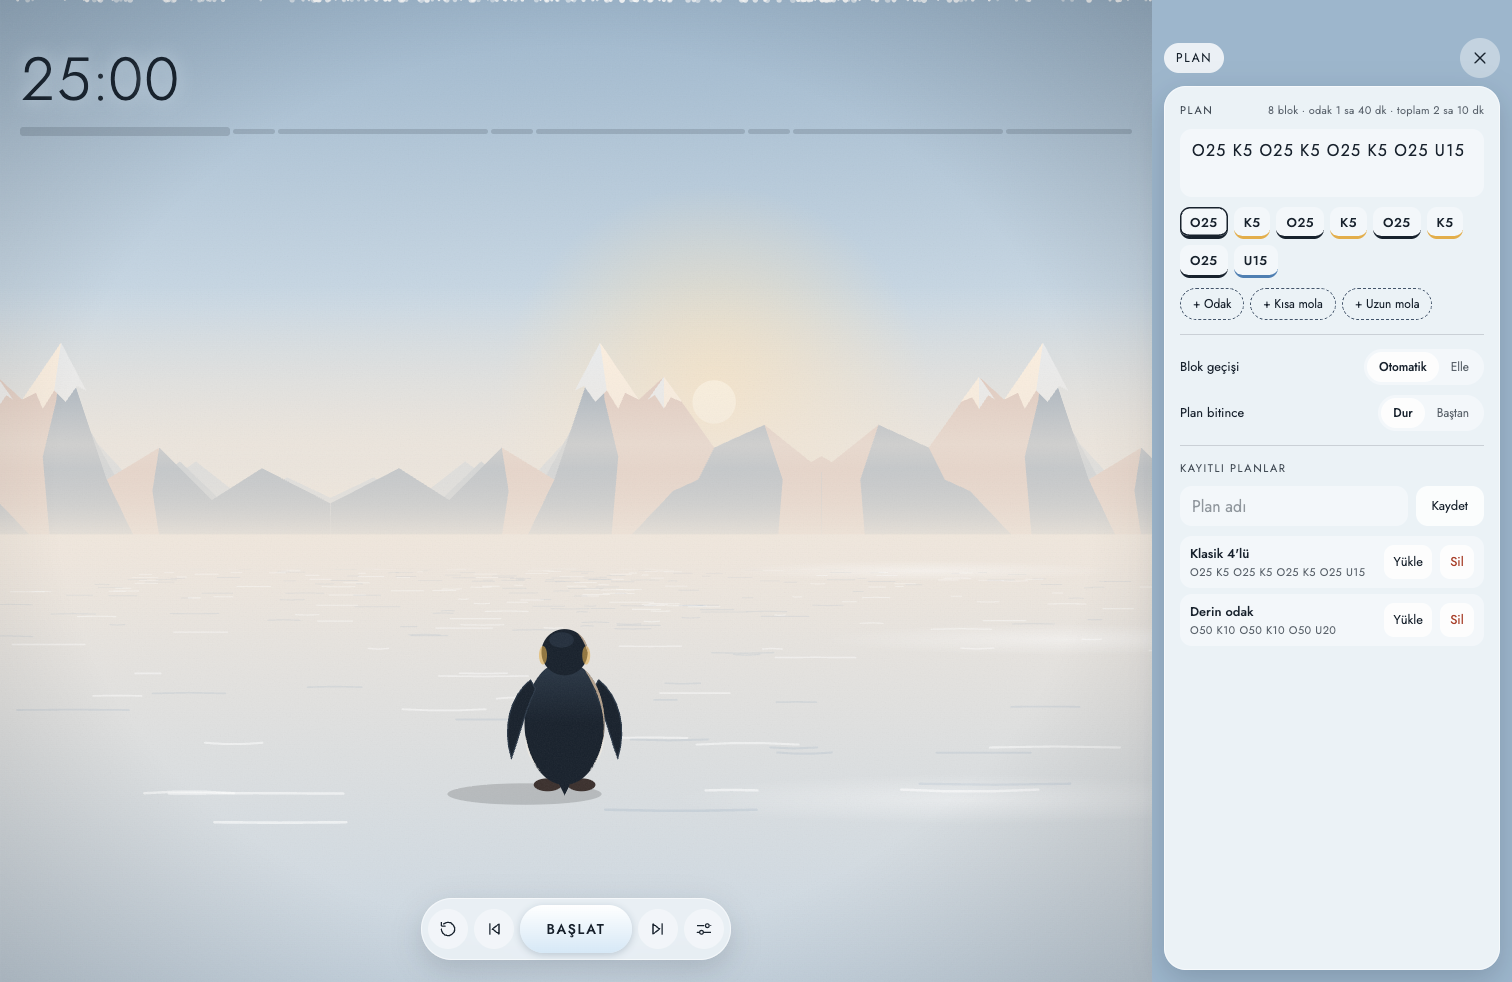 25:00
PLAN
PLAN
8 blok · odak 1 sa 40 dk · toplam 2 sa 10 dk
O25 K5 O25 K5 O25 K5 O25 U15
O25 K5 O25 K5 O25 K5
O25 U15
+ Odak + Kısa mola + Uzun mola
Blok geçişi Otomatik Elle
Plan bitince Dur Baştan
KAYITLI PLANLAR
Plan adı Kaydet
Klasik 4'lü
O25 K5 O25 K5 O25 K5 O25 U15
Yükle Sil
Derin odak
O50 K10 O50 K10 O50 U20
Yükle Sil
BAŞLAT